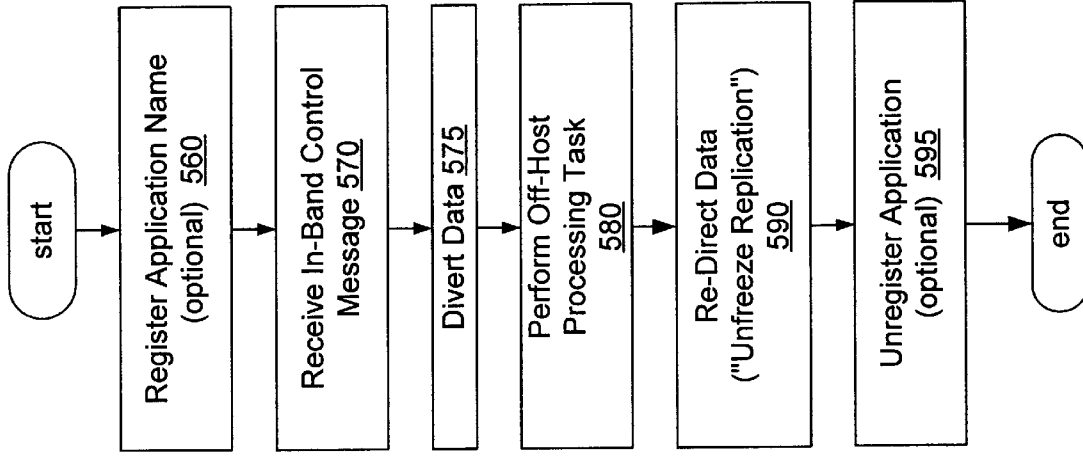 start
Register Application Name
(optional) 560
Receive In-Band Control
Message 570
Divert Data 575
Perform Off-Host
Processing Task
580
Re-Direct Data
("Unfreeze Replication")
590
Unregister Application
(optional) 595
end